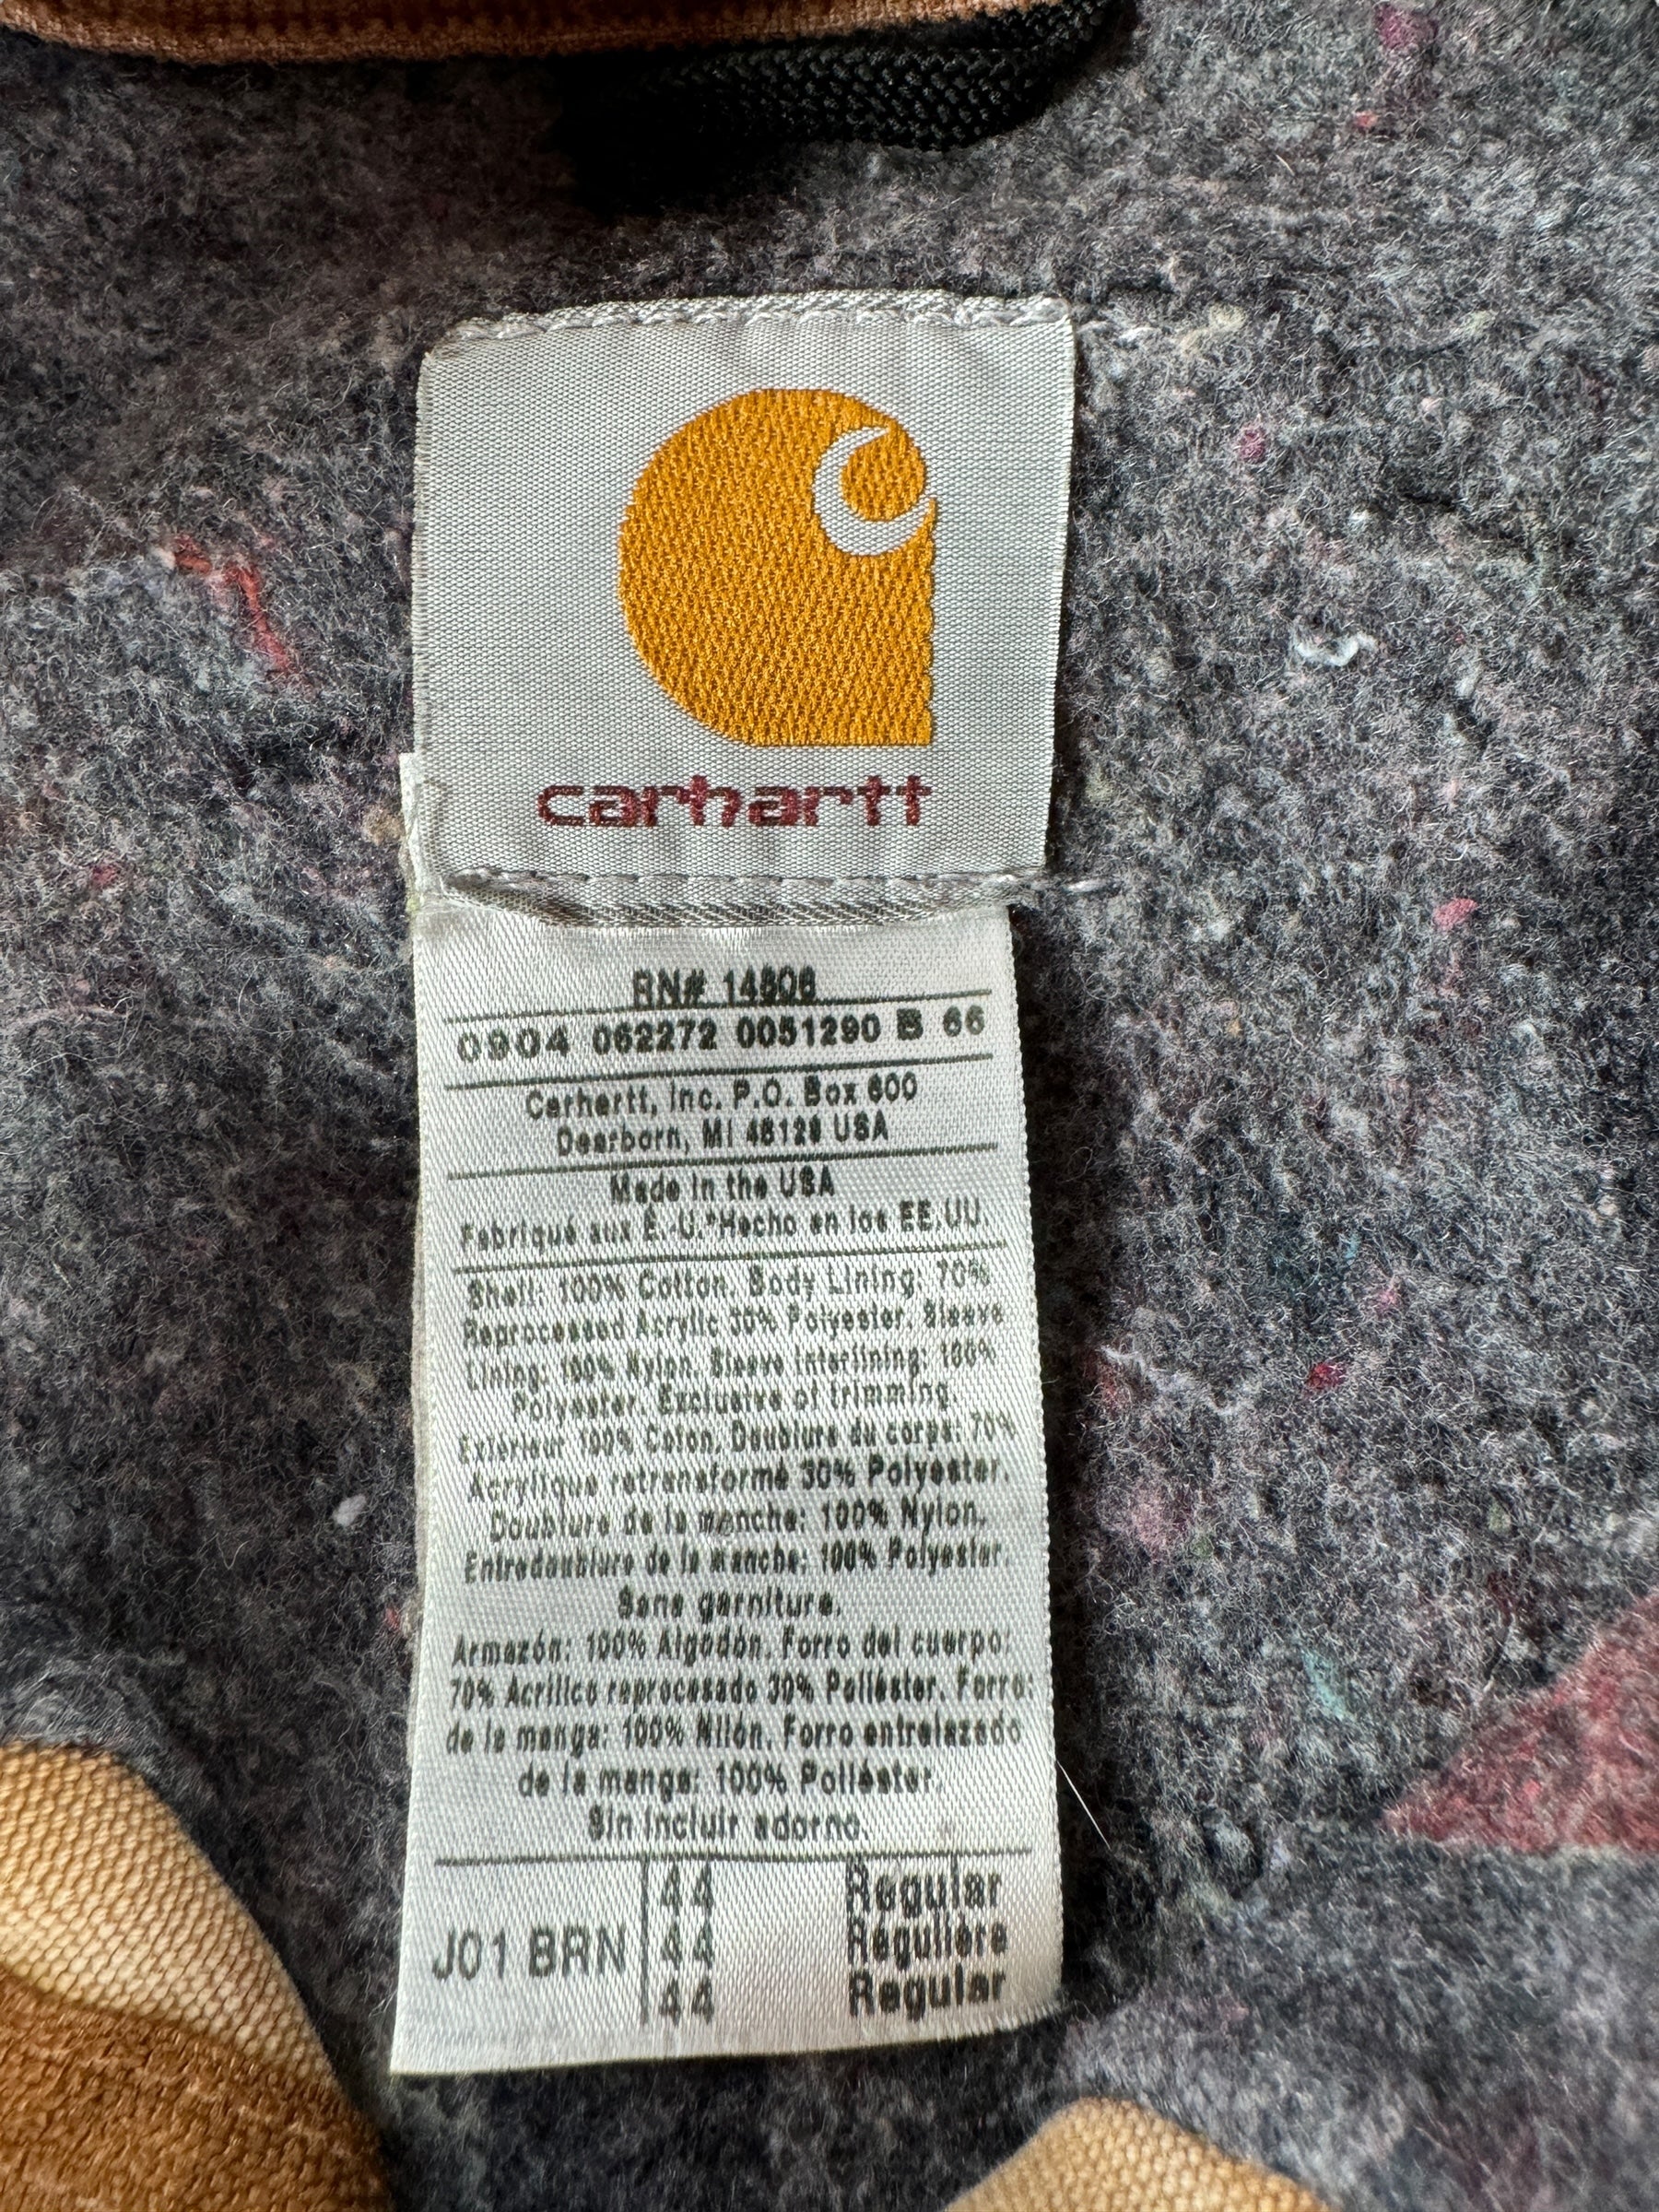 carhartt
RN# 14806
0904 062272 0051290 B 66
Carhartt, Inc. P.O. Box 600
Dearborn, MI 48121 USA
Made in the USA
Fabriqué aux É.-U.*Hecho en los EE.UU.
Shell: 100% Cotton. Body Lining: 70%
Reprocessed Acrylic 30% Polyester. Sleeve
Lining: 100% Nylon. Sleeve Interlining: 100%
Polyester. Exclusive of trimming.
Extérieur 100% Coton. Doublure du corps: 70%
Acrylique retransformé 30% Polyester.
Doublure de la manche: 100% Nylon.
Entredoublure de la manche: 100% Polyester.
Sans garniture.
Armazón: 100% Algodón. Forro del cuerpo:
70% Acrílico reprocesado 30% Poliéster. Forro:
de la manga: 100% Nilón. Forro entrelazado
de la manga: 100% Poliéster.
Sin incluir adorno.
J01 BRN
44 Regular
44 Régulière
44 Regular